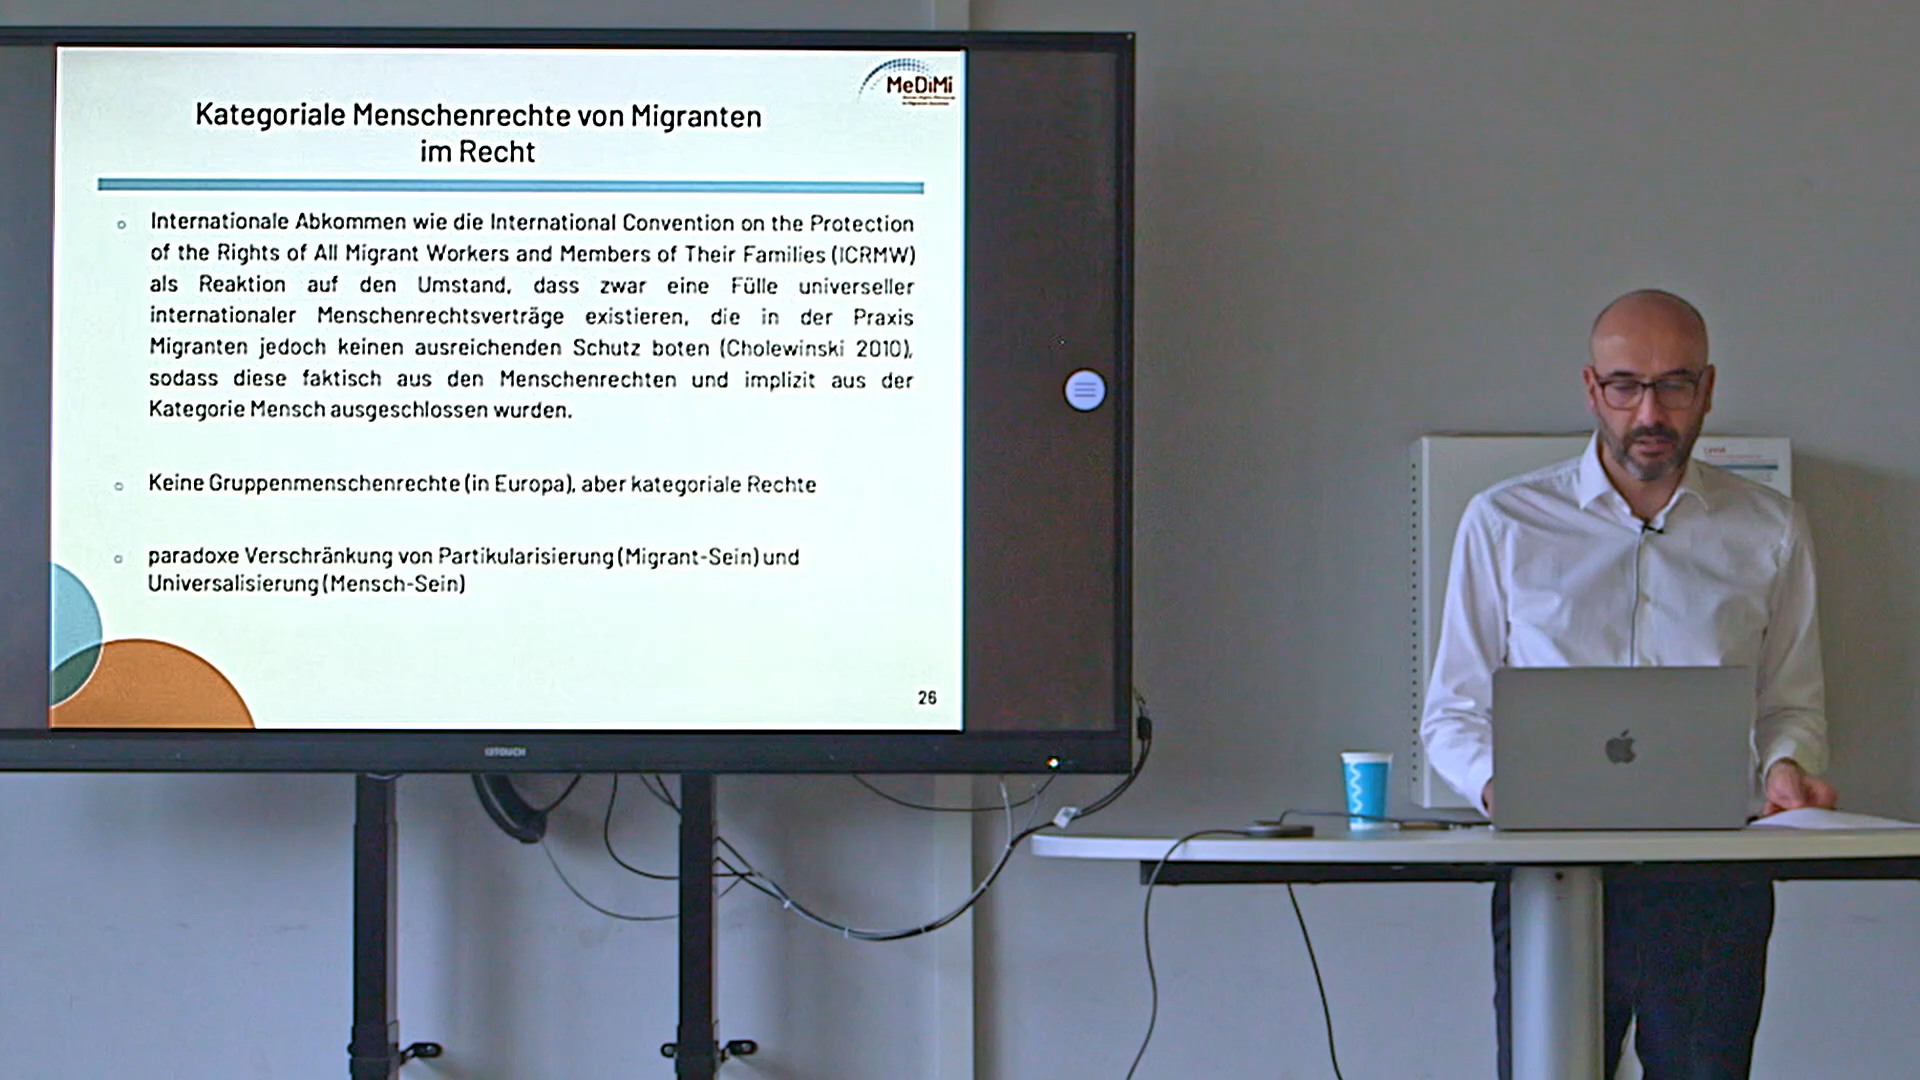 MeDiMi
Kategoriale Menschenrechte von Migranten
im Recht
Internationale Abkommen wie die International Convention on the Protection
of the Rights of All Migrant Workers and Members of Their Families (ICRMW)
als Reaktion auf den Umstand, dass zwar eine Fülle universeller
internationaler Menschenrechtsverträge existieren, die in der Praxis
Migranten jedoch keinen ausreichenden Schutz boten (Cholewinski 2010),
sodass diese faktisch aus den Menschenrechten und implizit aus der
Kategorie Mensch ausgeschlossen wurden.
Keine Gruppenmenschenrechte (in Europa), aber kategoriale Rechte
paradoxe Verschränkung von Partikularisierung (Migrant-Sein) und
Universalisierung (Mensch-Sein)
26